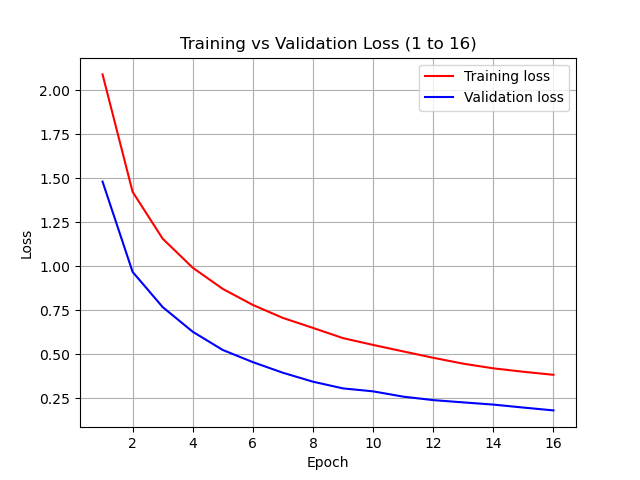 Training vs Validation Loss (1 to 16)
Training loss
Validation loss
2.00
1.75
1.50
1.25
1.00
0.75
0.50
0.25
Loss
2 4 6 8 10 12 14 16
Epoch